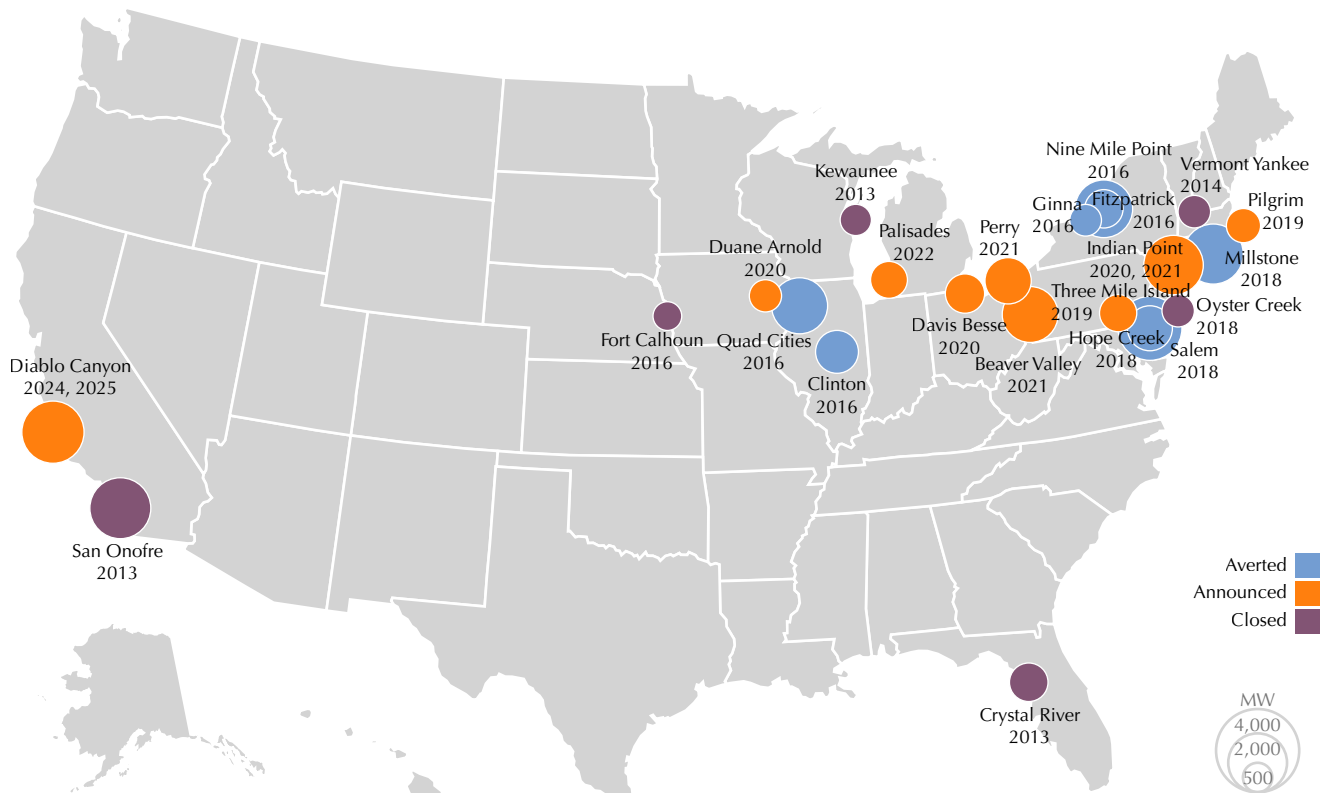 Nine Mile Point
2016
Vermont Yankee
2014
Kewaunee
2013
Ginna
2016
Fitzpatrick
2016
Pilgrim
2019
Palisades
2022
Perry
2021
Duane Arnold
2020
Indian Point
2020, 2021
Millstone
2018
Three Mile Island
2019
Oyster Creek
2018
Davis Besse
2020
Hope Creek
2018
Salem
2018
Fort Calhoun
2016
Quad Cities
2016
Beaver Valley
2021
Clinton
2016
Diablo Canyon
2024, 2025
San Onofre
2013
Averted
Announced
Closed
Crystal River
2013
MW
4,000
2,000
500